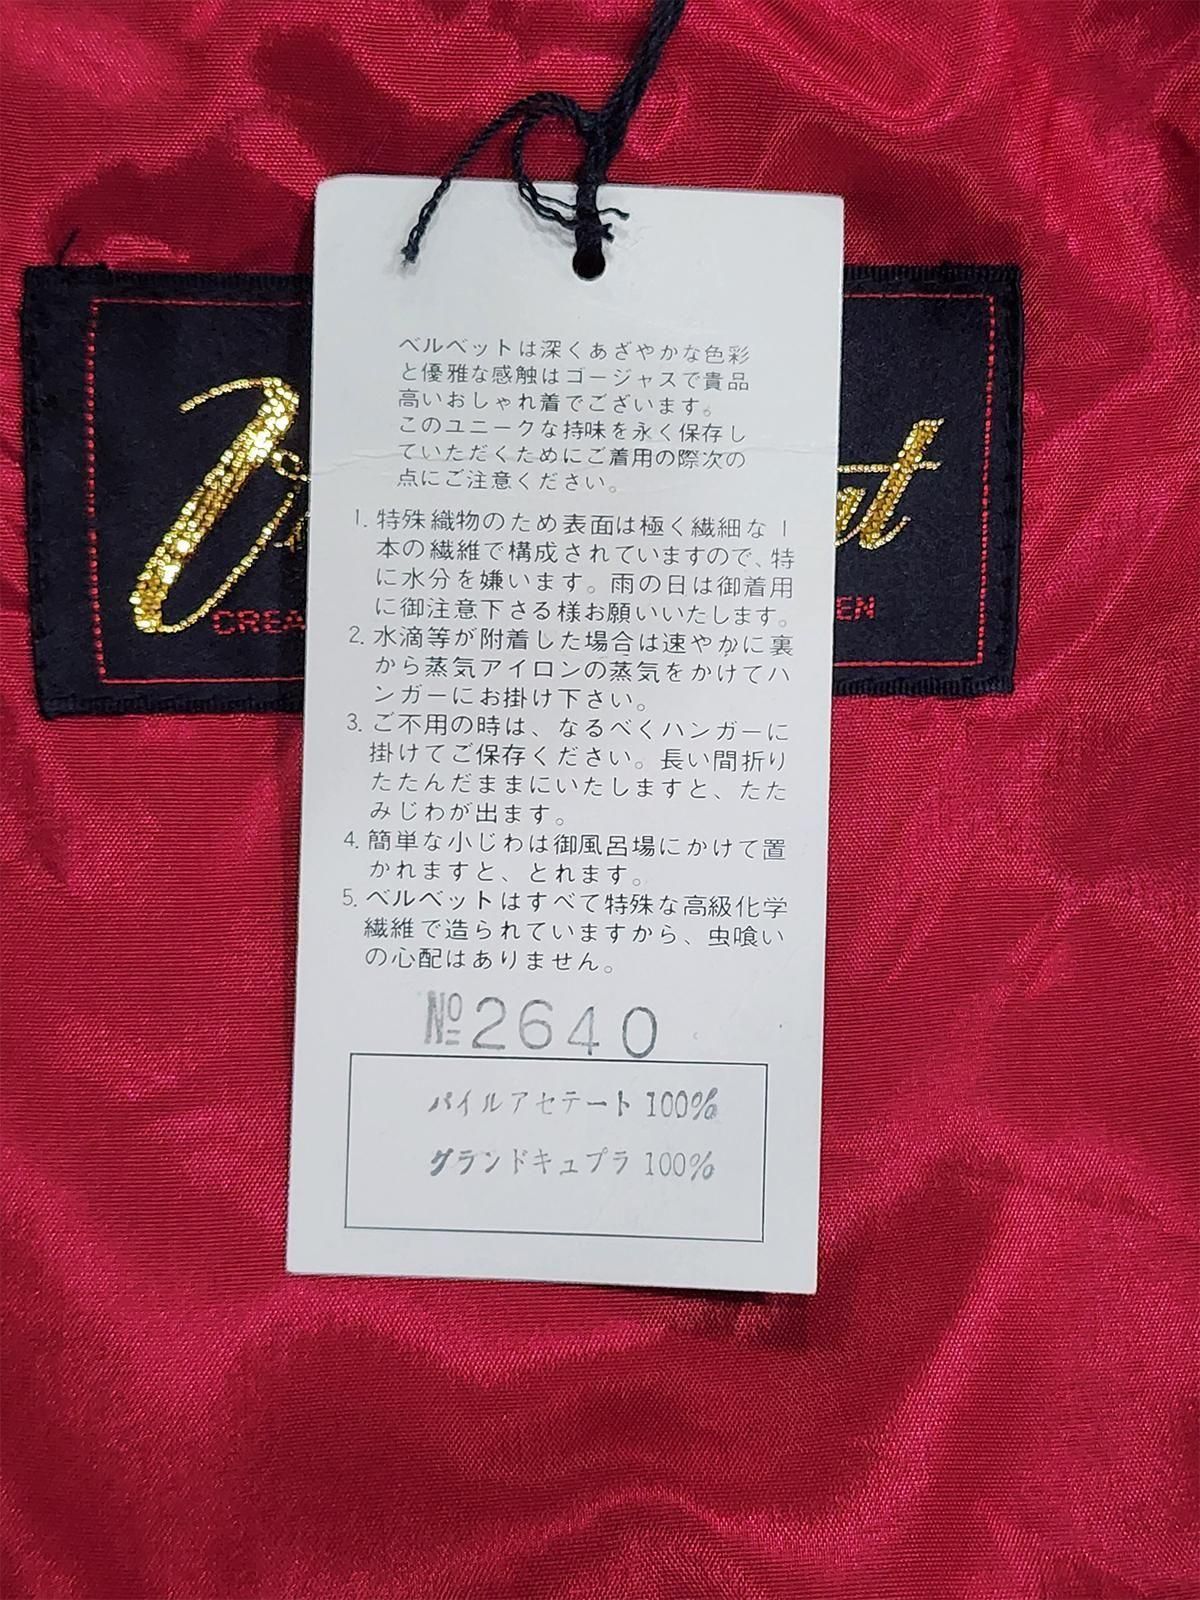 ベルベットは深くあざやかな色彩
と優雅な感触はゴージャスで貴品
高いおしゃれ着でございます。
このユニークな持味を永く保存し
ていただくためにご着用の際次の
点にご注意ください。
1. 特殊織物のため表面は極く繊細な1
本の繊維で構成されていますので、特
に水分を嫌います。雨の日は御着用
に御注意下さる様お願いいたします。
2. 水滴等が附着した場合は速やかに裏
から蒸気アイロンの蒸気をかけてハ
ンガーにお掛け下さい。
3. ご不用の時は、なるべくハンガーに
掛けてご保存ください。長い間折り
たたんだままにいたしますと、たた
みじわが出ます。
4. 簡単な小じわは御風呂場にかけて置
かれますと、とれます。
5. ベルベットはすべて特殊な高級化学
繊維で造られていますから、虫喰い
の心配はありません。
№2640
パイルアセテート 100%
グランドキュプラ 100%